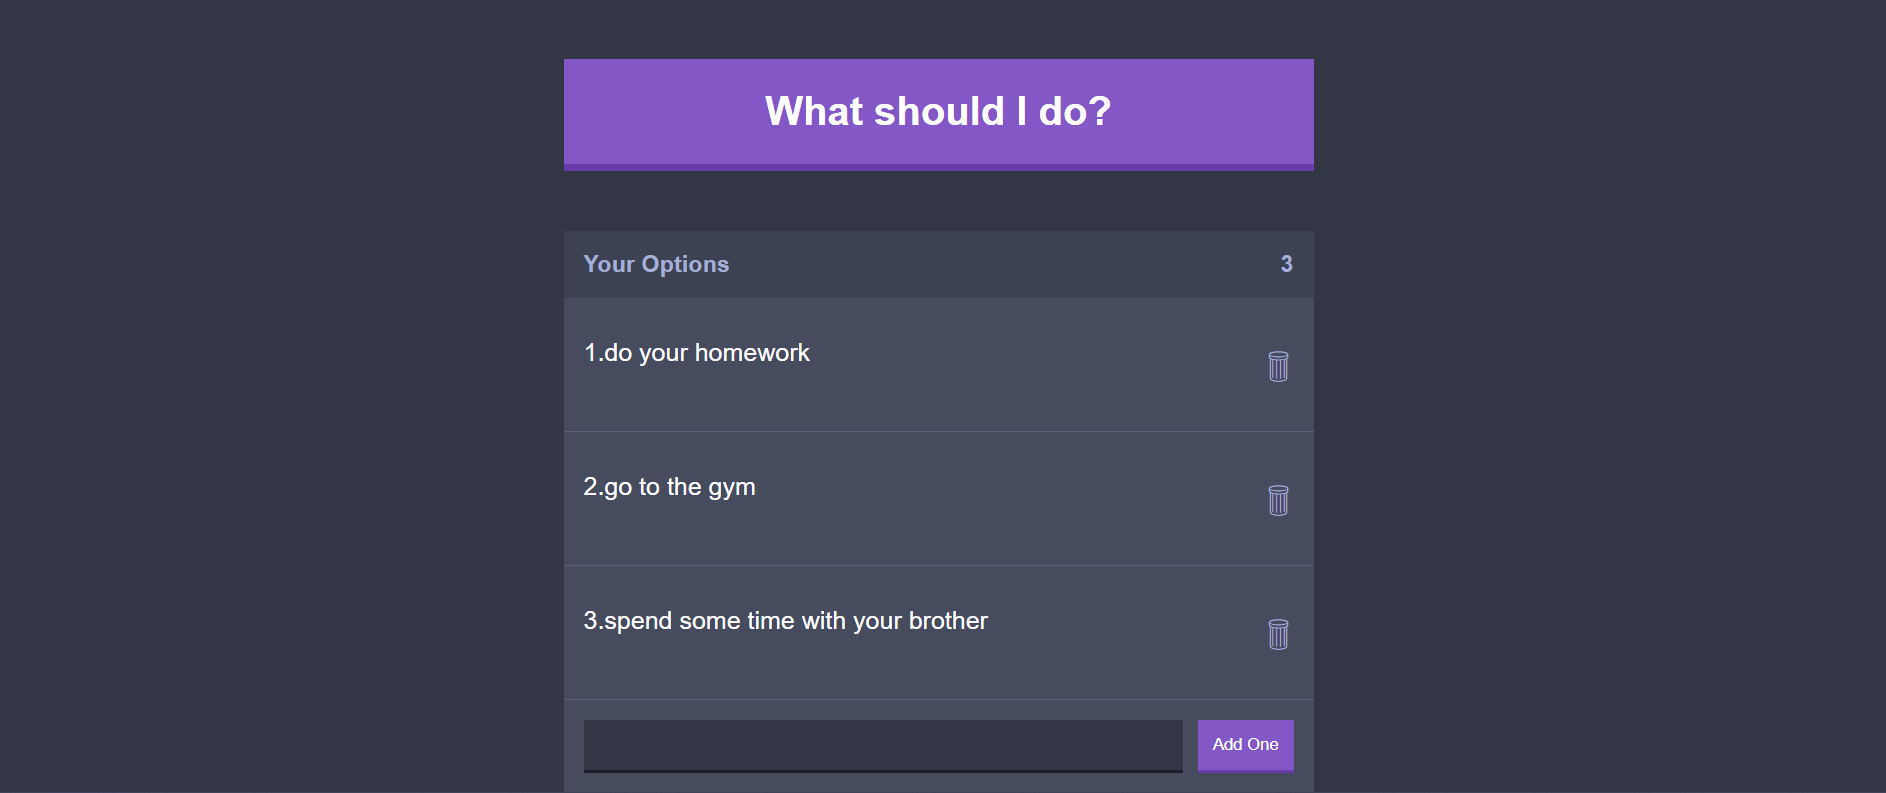 What should I do?
Your Options 3
1.do your homework
2.go to the gym
3.spend some time with your brother
Add One